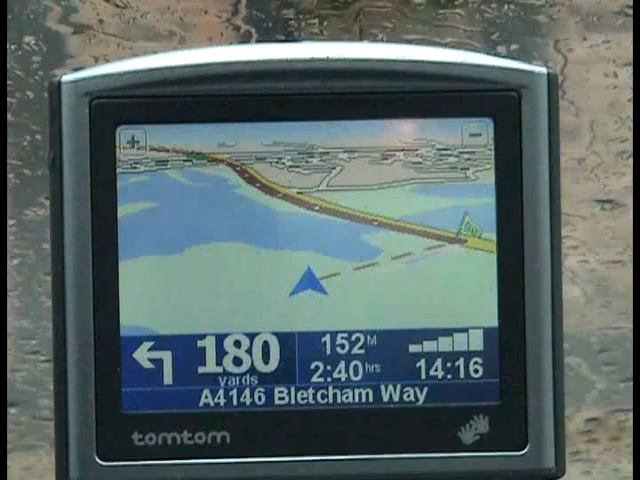 + -
180 152M
yards 2:40hrs 14:16
A4146 Bletcham Way
tomtom